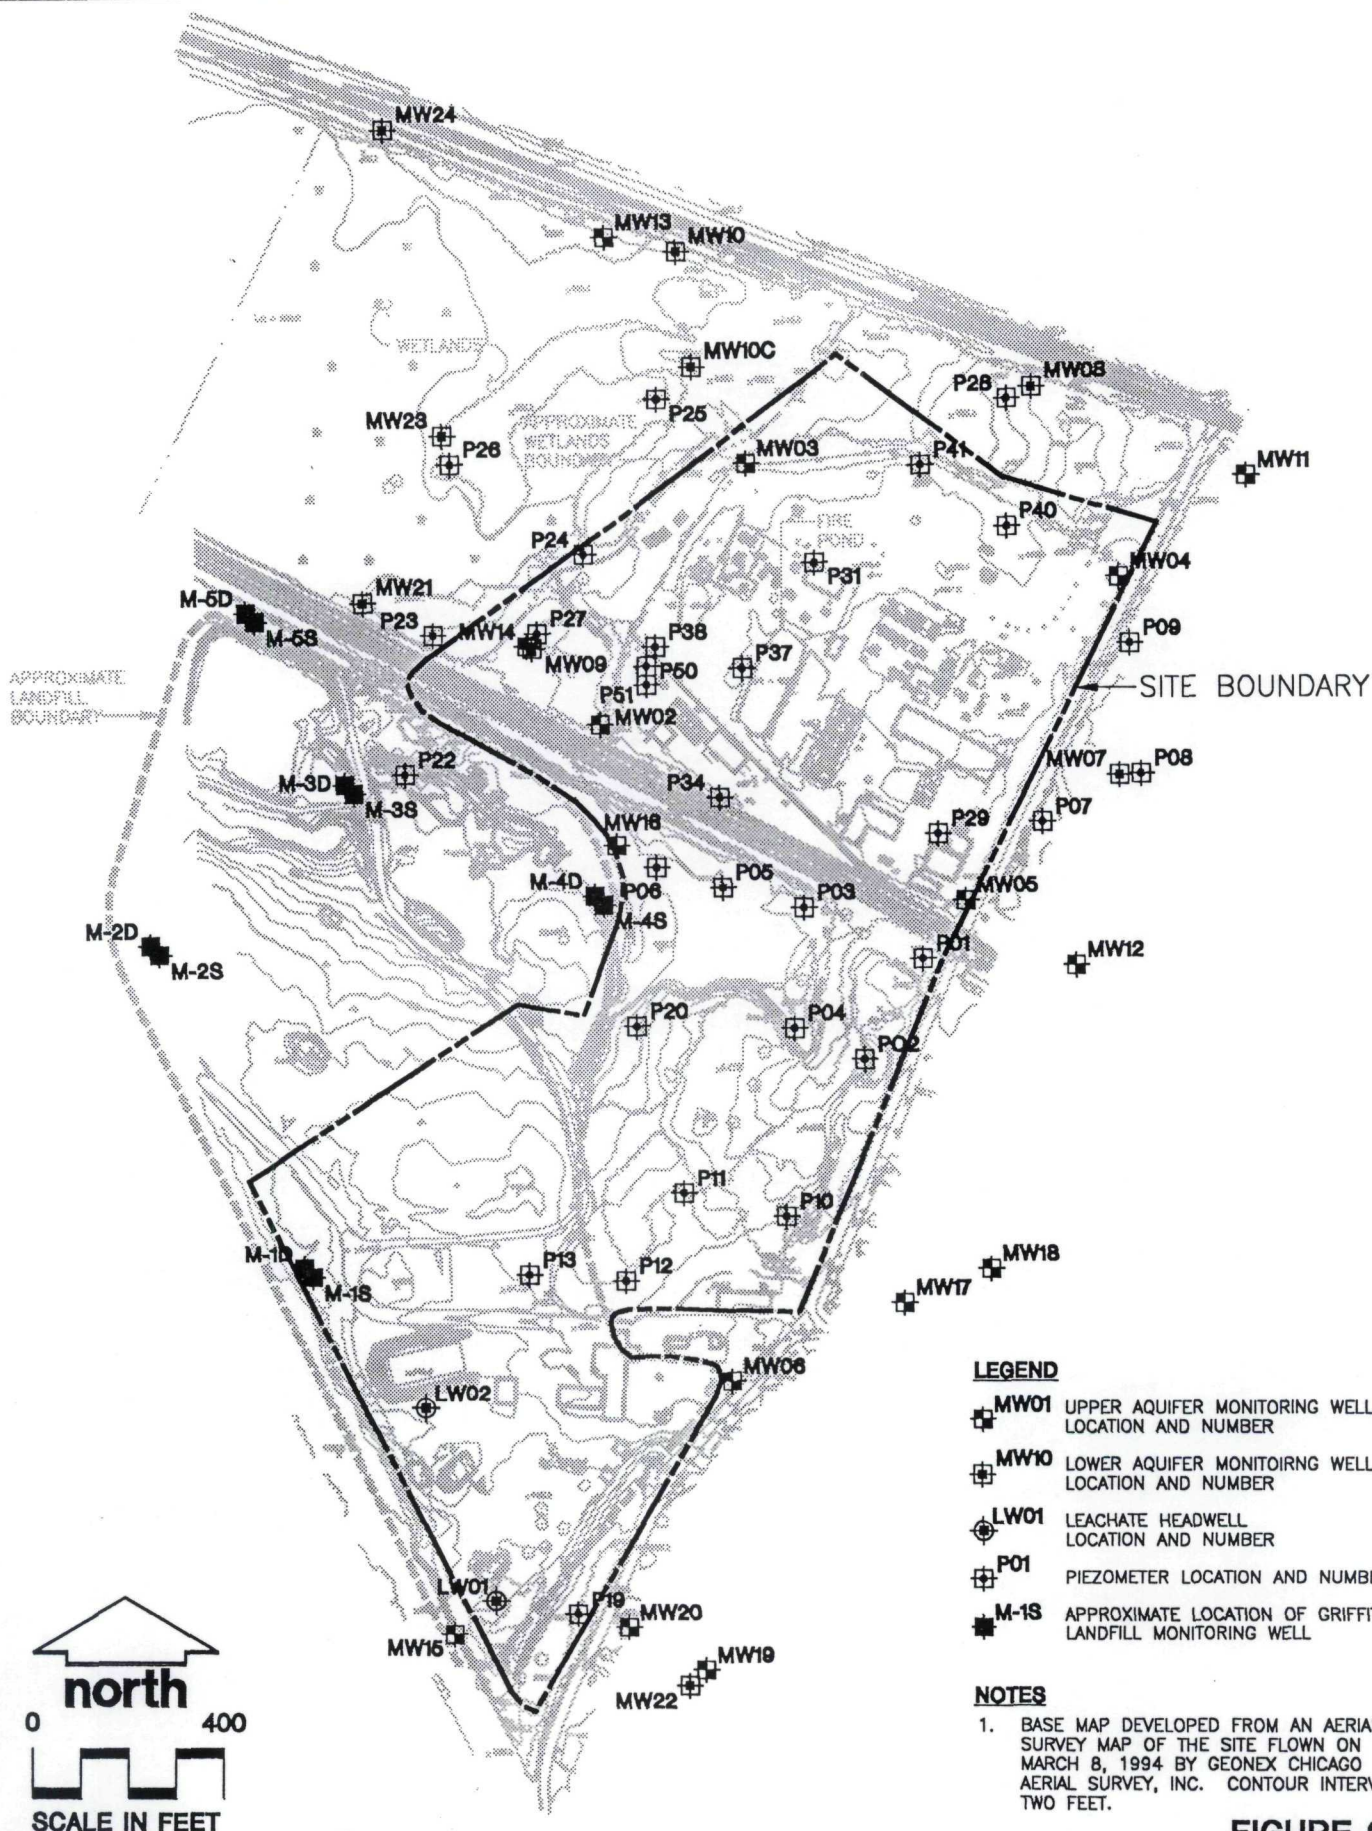 MW24
MW13
MW10
WETLANDS
MW10C
P28
MW08
P25
APPROXIMATE
WETLANDS
BOUNDARY
MW23
P26
MW03
P41
MW11
P40
FIRE
POND
P24
P31
MW04
MW21
M-5D
M-5S
P23
MW14
P27
MW09
P38
P50
P37
P09
P51
MW02
SITE BOUNDARY
APPROXIMATE
LANDFILL
BOUNDARY
P22
M-3D
M-3S
P34
MW07
P08
P07
P29
MW16
P05
P06
M-4D
M-4S
P03
MW05
P01
MW12
M-2D
M-2S
P20
P04
P02
P11
P10
M-1D
M-1S
P13
P12
MW18
MW17
MW06
LW02
LW01
P19
MW20
MW15
MW19
MW22
LEGEND
MW01 UPPER AQUIFER MONITORING WELL
LOCATION AND NUMBER
MW10 LOWER AQUIFER MONITOIRNG WELL
LOCATION AND NUMBER
LW01 LEACHATE HEADWELL
LOCATION AND NUMBER
P01 PIEZOMETER LOCATION AND NUMB
M-1S APPROXIMATE LOCATION OF GRIFFI
LANDFILL MONITORING WELL
NOTES
1. BASE MAP DEVELOPED FROM AN AERIA
SURVEY MAP OF THE SITE FLOWN ON
MARCH 8, 1994 BY GEONEX CHICAGO
AERIAL SURVEY, INC. CONTOUR INTERV
TWO FEET.
north
0 400
SCALE IN FEET
FIGURE